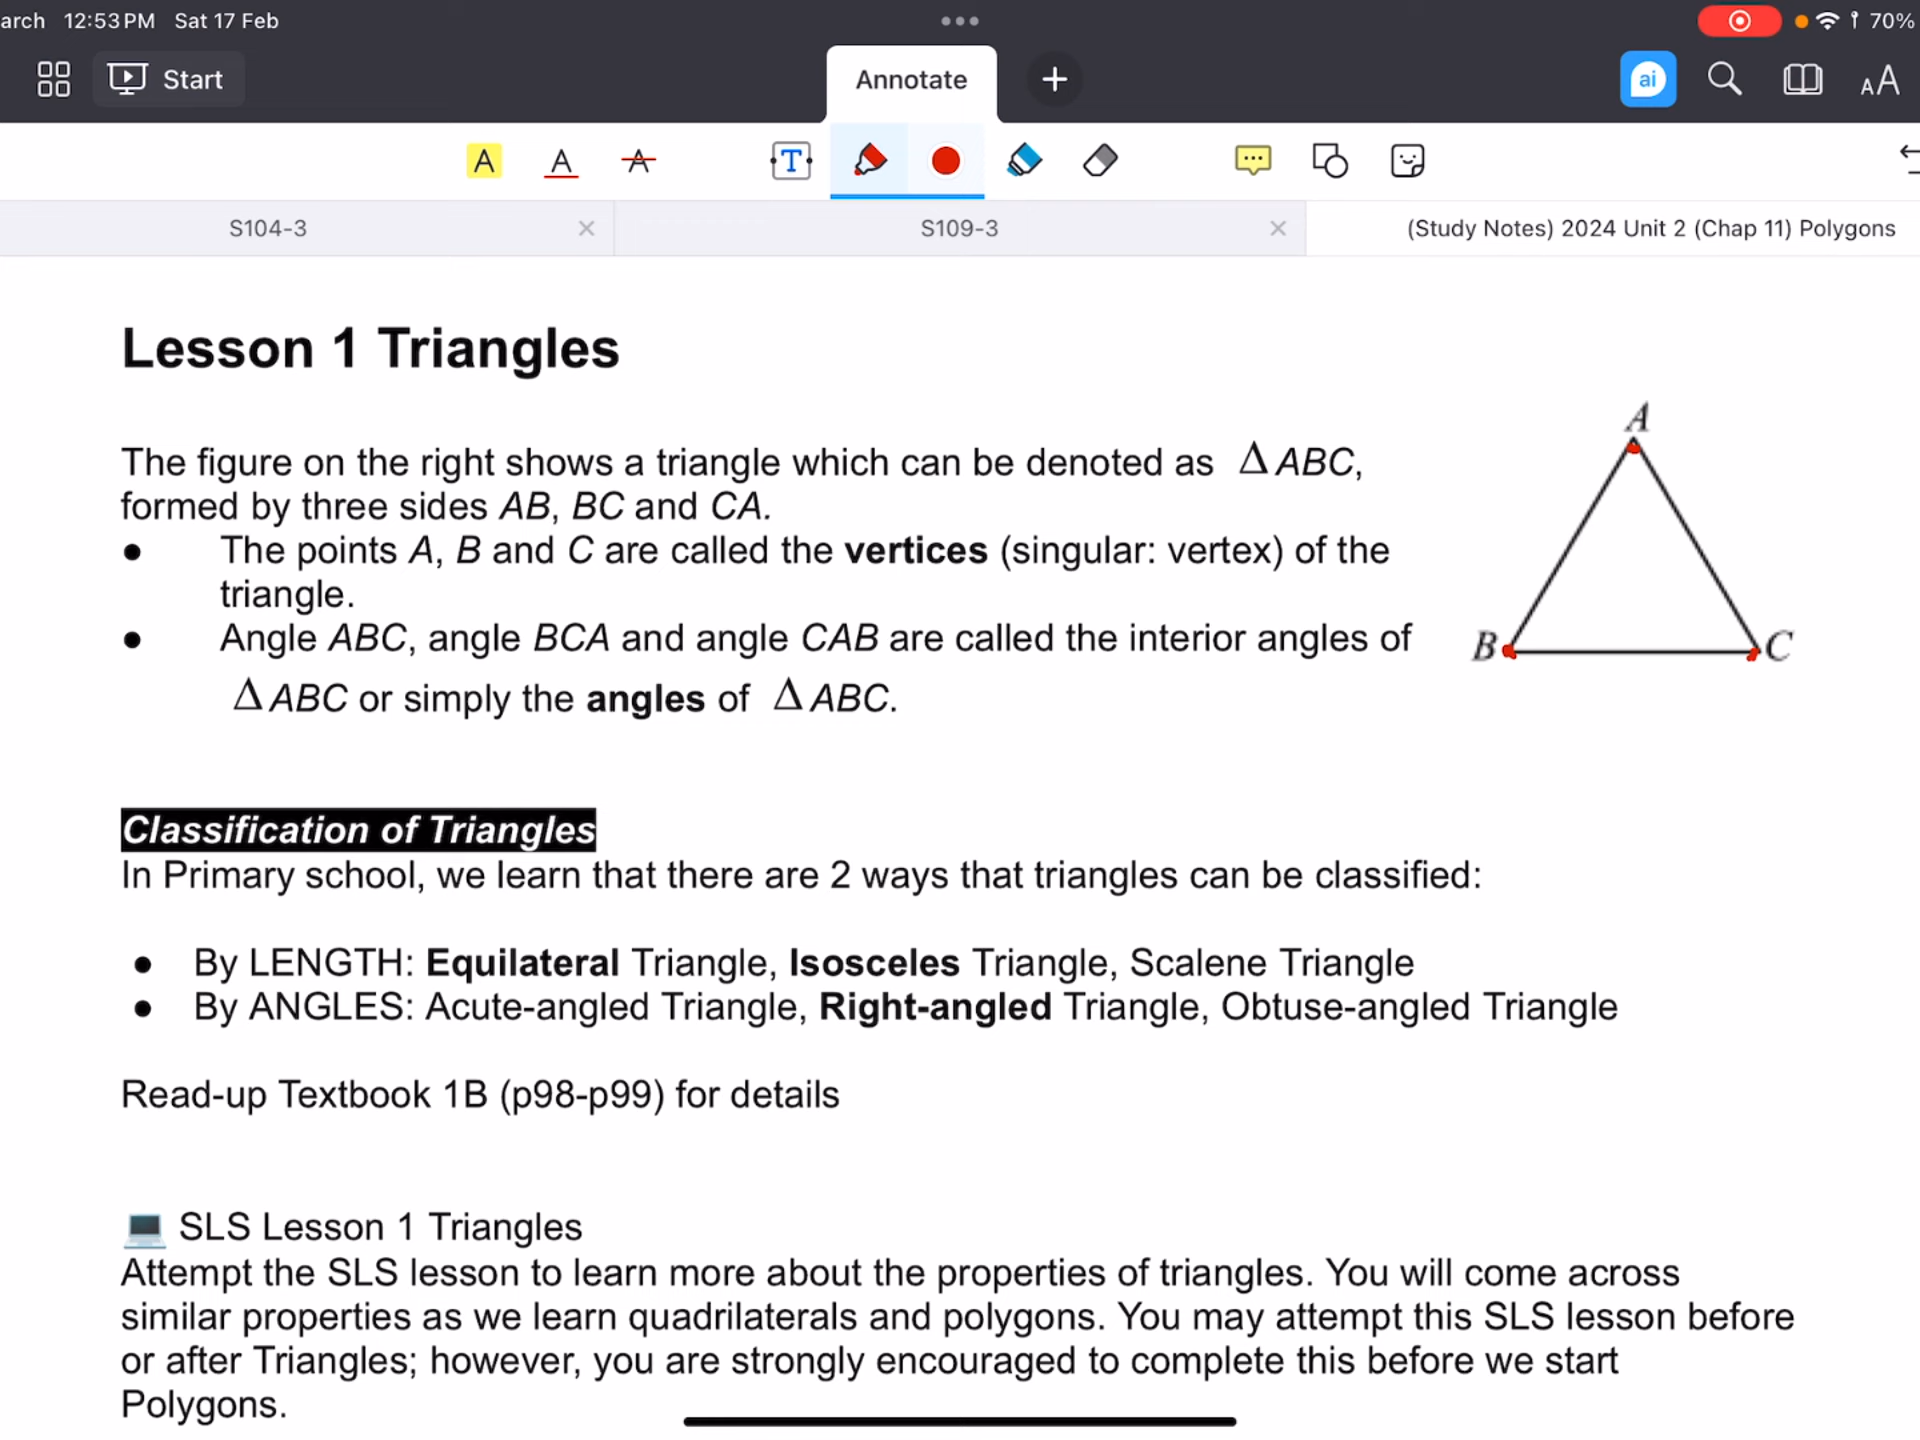 arch 12:53 PM Sat 17 Feb
70%
Start
Annotate
ai
AA
A A A T
S104-3
S109-3
(Study Notes) 2024 Unit 2 (Chap 11) Polygons
Lesson 1 Triangles
The figure on the right shows a triangle which can be denoted as Δ ABC,
formed by three sides AB, BC and CA.
● The points A, B and C are called the vertices (singular: vertex) of the
triangle.
● Angle ABC, angle BCA and angle CAB are called the interior angles of
Δ ABC or simply the angles of Δ ABC.
A
B
C
Classification of Triangles
In Primary school, we learn that there are 2 ways that triangles can be classified:
● By LENGTH: Equilateral Triangle, Isosceles Triangle, Scalene Triangle
● By ANGLES: Acute-angled Triangle, Right-angled Triangle, Obtuse-angled Triangle
Read-up Textbook 1B (p98-p99) for details
💻 SLS Lesson 1 Triangles
Attempt the SLS lesson to learn more about the properties of triangles. You will come across
similar properties as we learn quadrilaterals and polygons. You may attempt this SLS lesson before
or after Triangles; however, you are strongly encouraged to complete this before we start
Polygons.